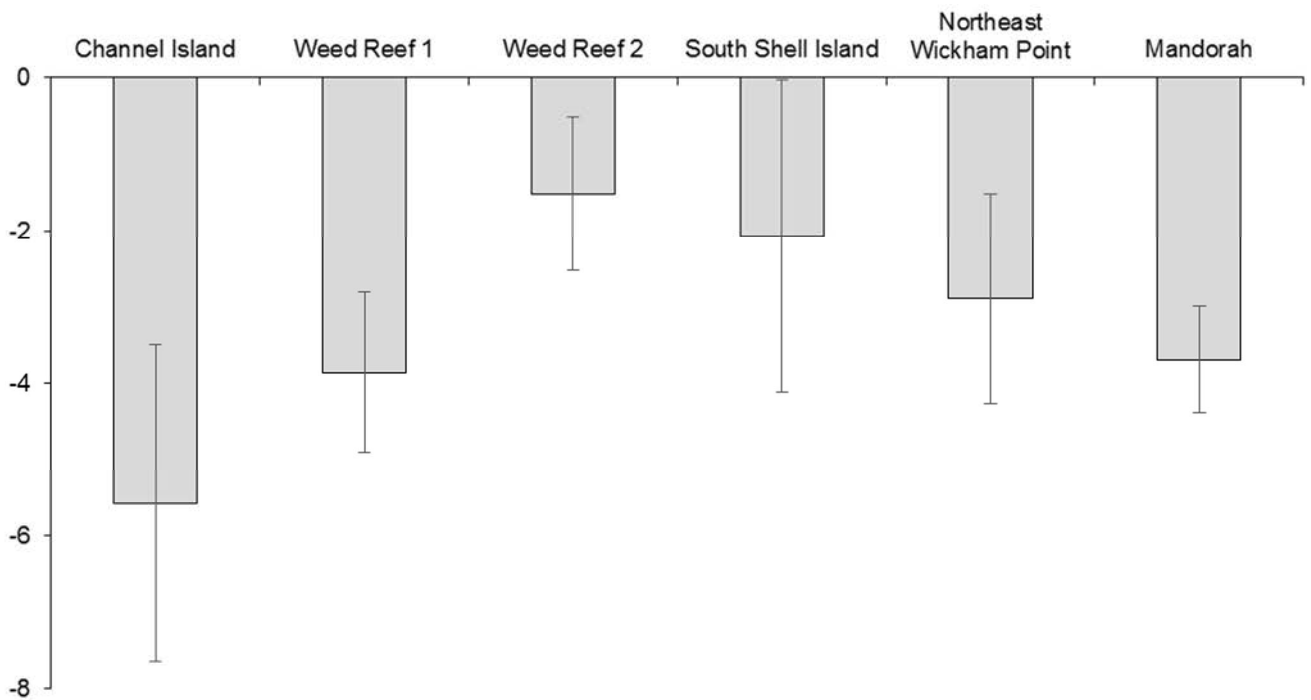 Channel Island
Weed Reef 1
Weed Reef 2
South Shell Island
Northeast
Wickham Point
Mandorah
0
-2
-4
-6
-8